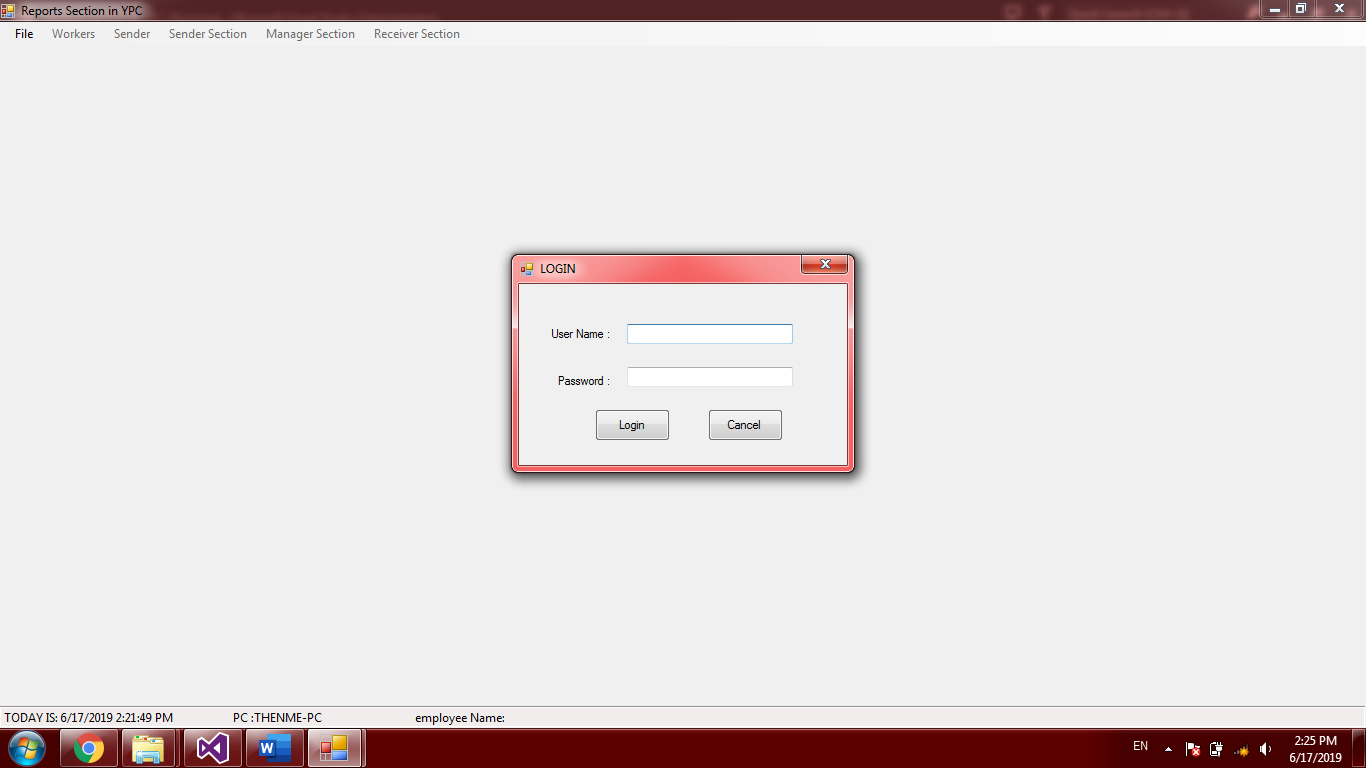 Reports Section in YPC
File Workers Sender Sender Section Manager Section Receiver Section
LOGIN
User Name :
Password :
Login Cancel
TODAY IS: 6/17/2019 2:21:49 PM PC :THENME-PC employee Name:
EN 2:25 PM
6/17/2019